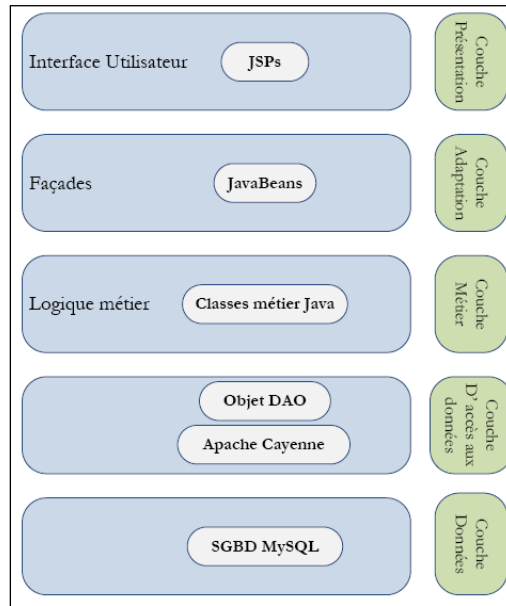 Interface Utilisateur
JSPs
Couche
Présentation
Façades
JavaBeans
Couche
Adaptation
Logique métier
Classes métier Java
Couche
Métier
Objet DAO
Apache Cayenne
Couche
D' accès aux
données
SGBD MySQL
Couche
Données